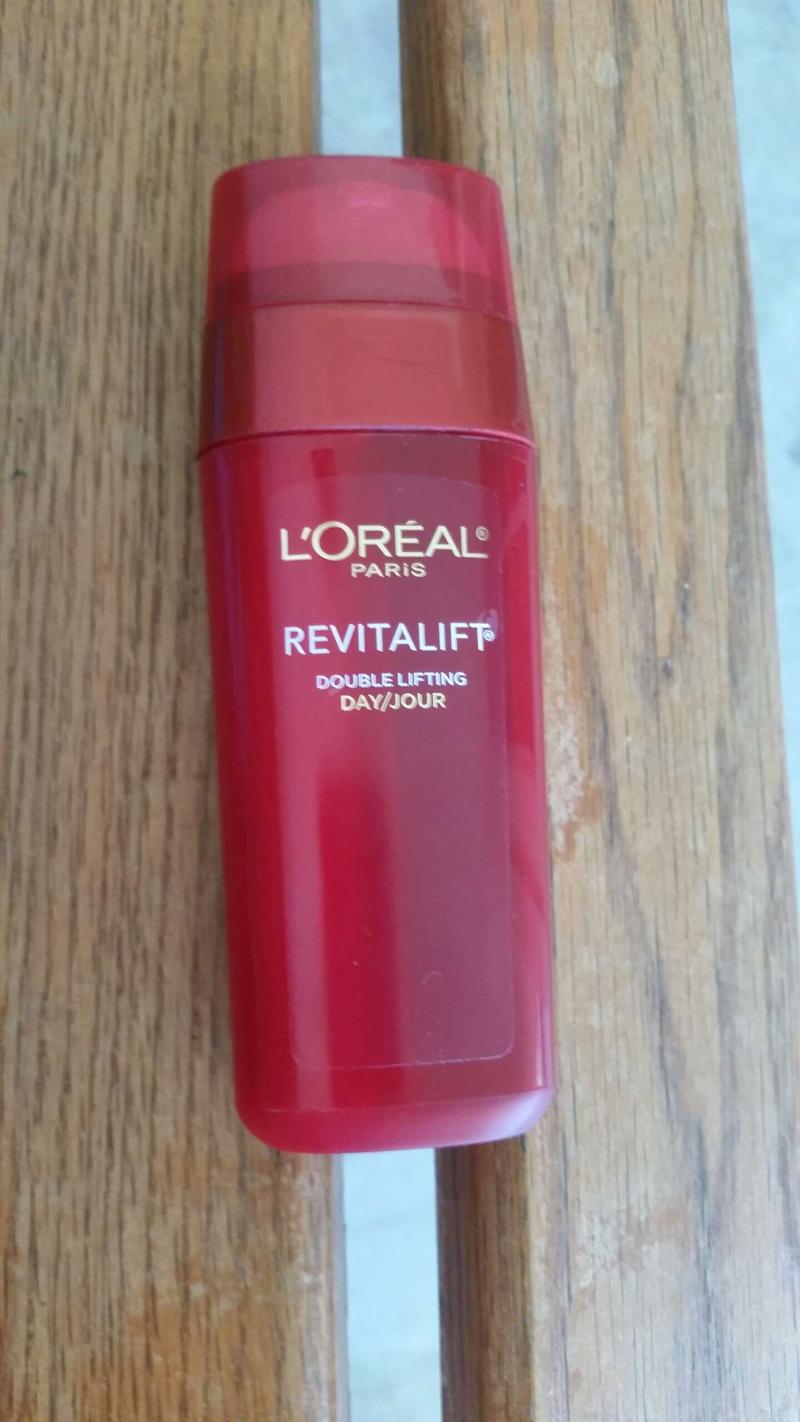 L'ORÉAL®
PARiS
REVITALIFT®
DOUBLE LIFTING
DAY/JOUR